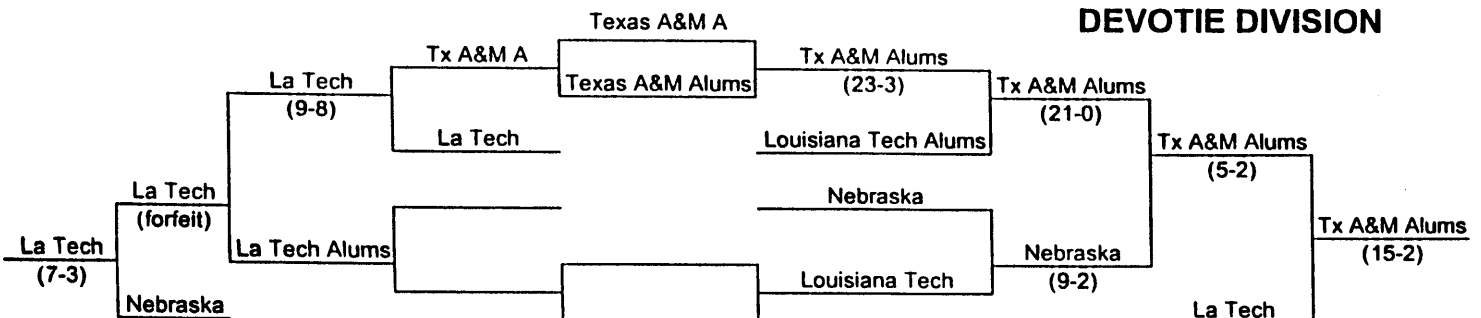 DEVOTIE DIVISION
Texas A&M A
Tx A&M A
Texas A&M Alums
Tx A&M Alums
(23-3)
La Tech
(9-8)
Tx A&M Alums
(21-0)
La Tech
Louisiana Tech Alums
Tx A&M Alums
(5-2)
La Tech
(forfeit)
Nebraska
Tx A&M Alums
(15-2)
La Tech
(7-3)
La Tech Alums
Nebraska
(9-2)
Louisiana Tech
Nebraska
La Tech